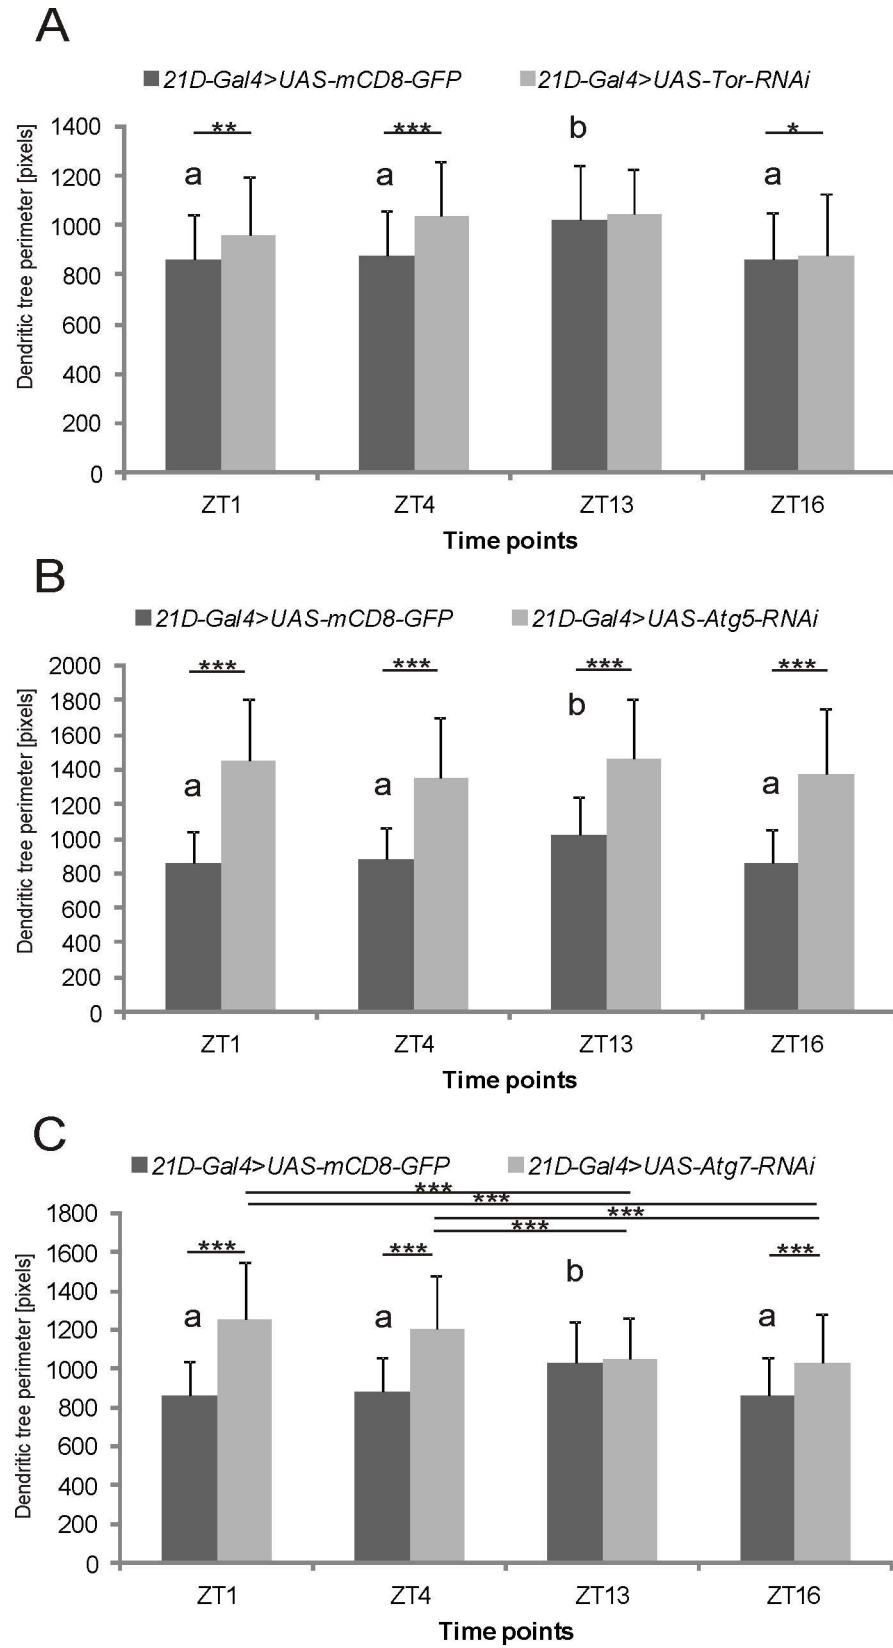 A
21D-Gal4>UAS-mCD8-GFP 21D-Gal4>UAS-Tor-RNAi
Dendritic tree perimeter [pixels]
1400
1200
1000
800
600
400
200
0
** *** *
a a b a
ZT1 ZT4 ZT13 ZT16
Time points
B
21D-Gal4>UAS-mCD8-GFP 21D-Gal4>UAS-Atg5-RNAi
Dendritic tree perimeter [pixels]
2000
1800
1600
1400
1200
1000
800
600
400
200
0
*** *** *** ***
a a b a
ZT1 ZT4 ZT13 ZT16
Time points
C
21D-Gal4>UAS-mCD8-GFP 21D-Gal4>UAS-Atg7-RNAi
Dendritic tree perimeter [pixels]
***
***
***
***
1800
1600
1400
1200
1000
800
600
400
200
0
*** *** ***
a a b a
ZT1 ZT4 ZT13 ZT16
Time points